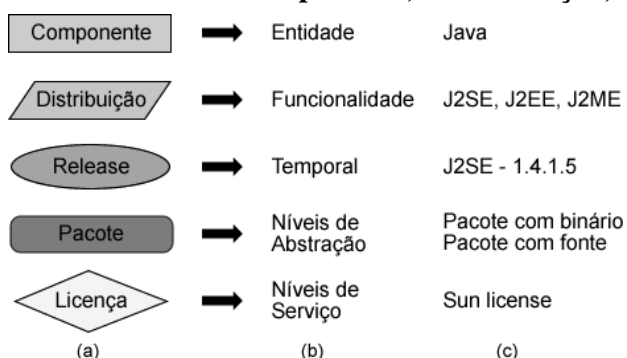 Componente Entidade Java
Distribuição Funcionalidade J2SE, J2EE, J2ME
Release Temporal J2SE - 1.4.1.5
Pacote Níveis de Abstração Pacote com binário
Pacote com fonte
Licença Níveis de Serviço Sun license
(a) (b) (c)